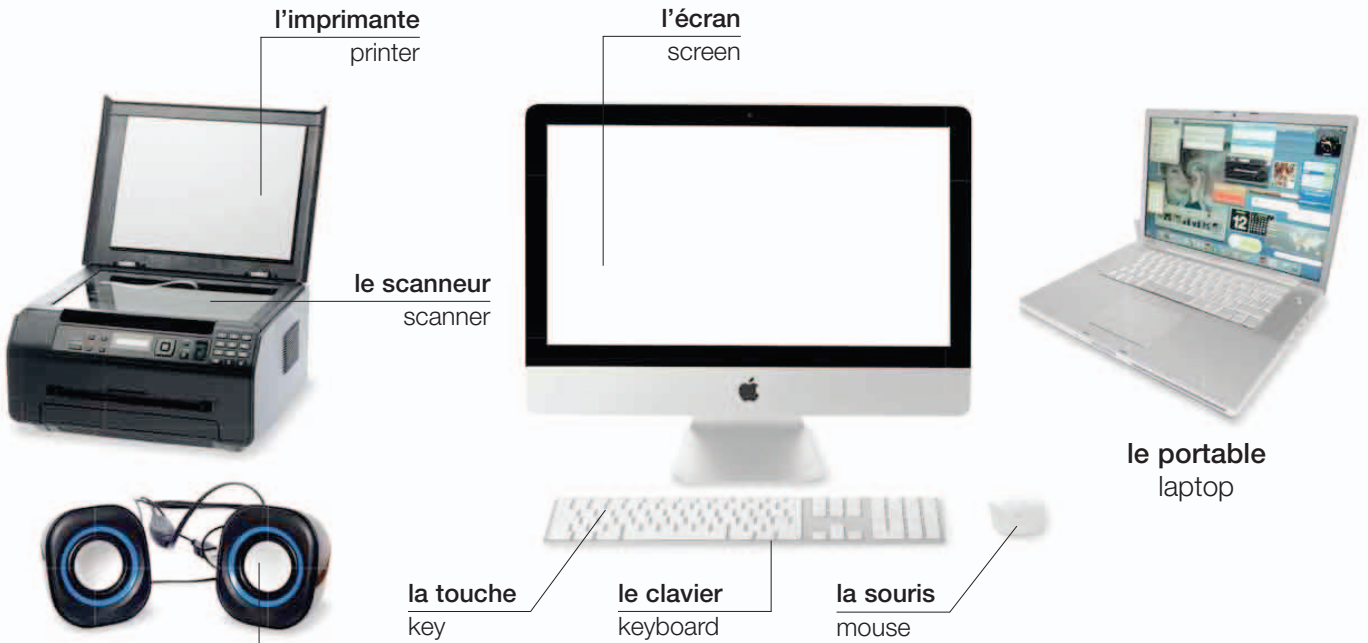 l'imprimante
printer
l'écran
screen
le scanneur
scanner
le portable
laptop
la touche
key
le clavier
keyboard
la souris
mouse